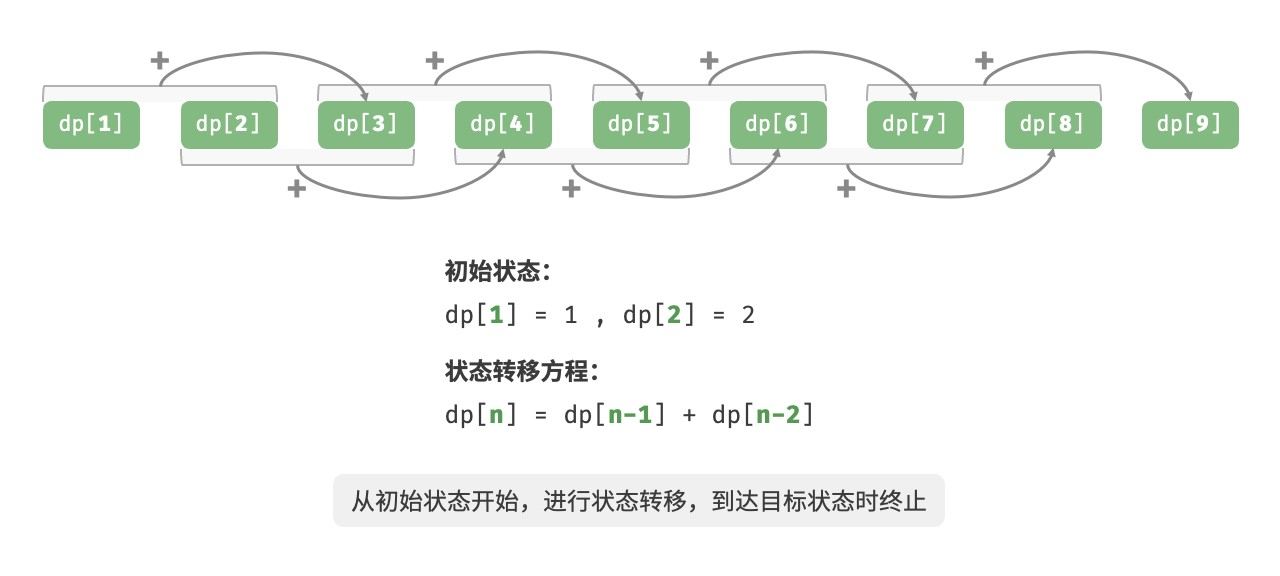 + + + +
dp[1] dp[2] dp[3] dp[4] dp[5] dp[6] dp[7] dp[8] dp[9]
+ + +
初始状态：
dp[1] = 1 , dp[2] = 2
状态转移方程：
dp[n] = dp[n-1] + dp[n-2]
从初始状态开始，进行状态转移，到达目标状态时终止